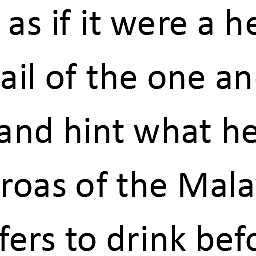 as if it were a he
ail of the one an
and hint what he
roas of the Mala
fers to drink befo